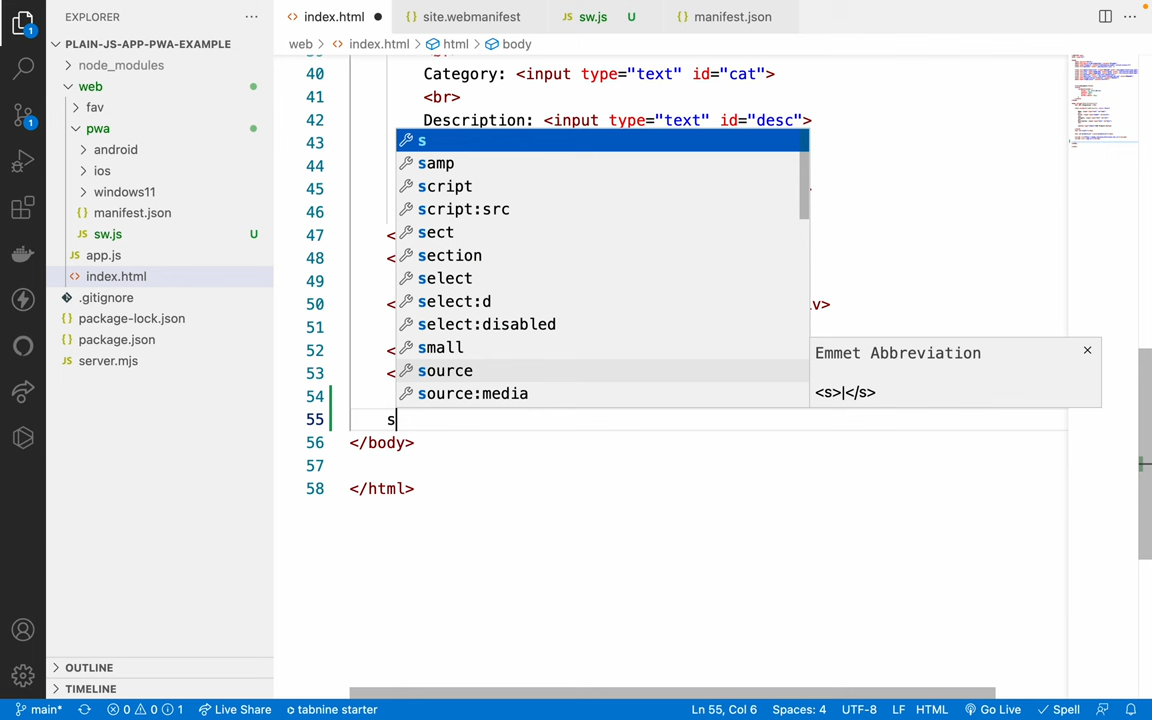 EXPLORER
index.html
site.webmanifest
sw.js U
manifest.json
PLAIN-JS-APP-PWA-EXAMPLE
web > index.html > html > body
node_modules
web
fav
pwa
android
ios
windows11
manifest.json
sw.js U
app.js
index.html
.gitignore
package-lock.json
package.json
server.mjs
OUTLINE
TIMELINE
40 Category: <input type="text" id="cat">
41 <br>
42 Description: <input type="text" id="desc">
43
44
45
46
47 <
48 <
49
50 < v>
51
52 <
53 <
54
55 s
56 </body>
57
58 </html>
s
samp
script
script:src
sect
section
select
select:d
select:disabled
small
source
source:media
Emmet Abbreviation
<s>|</s>
1
1
main* 0 0 1 Live Share tabnine starter Ln 55, Col 6 Spaces: 4 UTF-8 LF HTML Go Live Spell